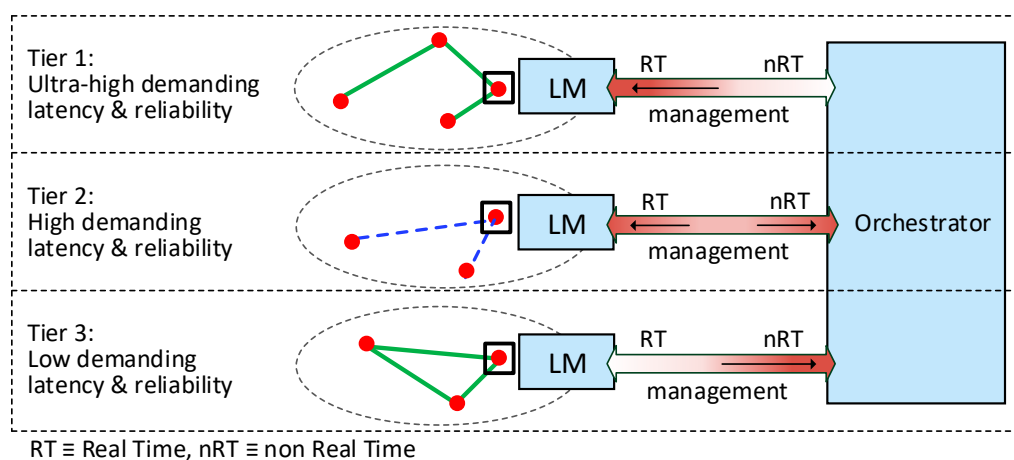 Tier 1:
Ultra-high demanding
latency & reliability
LM
RT
nRT
management
Tier 2:
High demanding
latency & reliability
LM
RT
nRT
management
Orchestrator
Tier 3:
Low demanding
latency & reliability
LM
RT
nRT
management
RT ≡ Real Time, nRT ≡ non Real Time